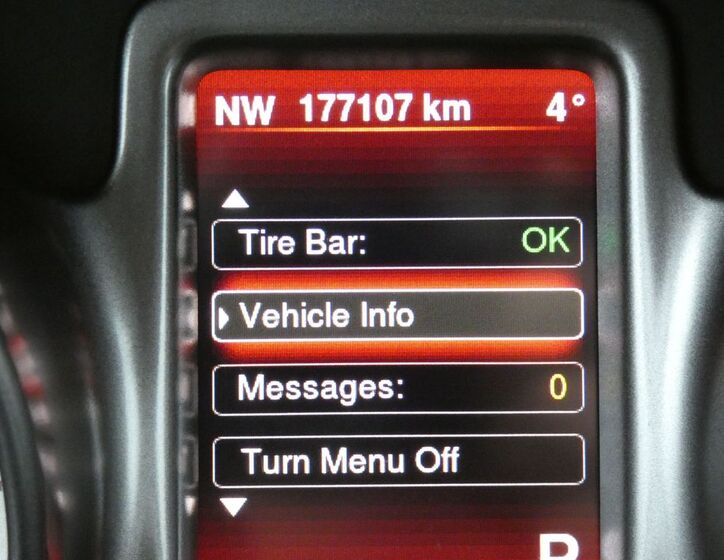 NW 177107 km 4°
Tire Bar: OK
Vehicle Info
Messages: 0
Turn Menu Off
P